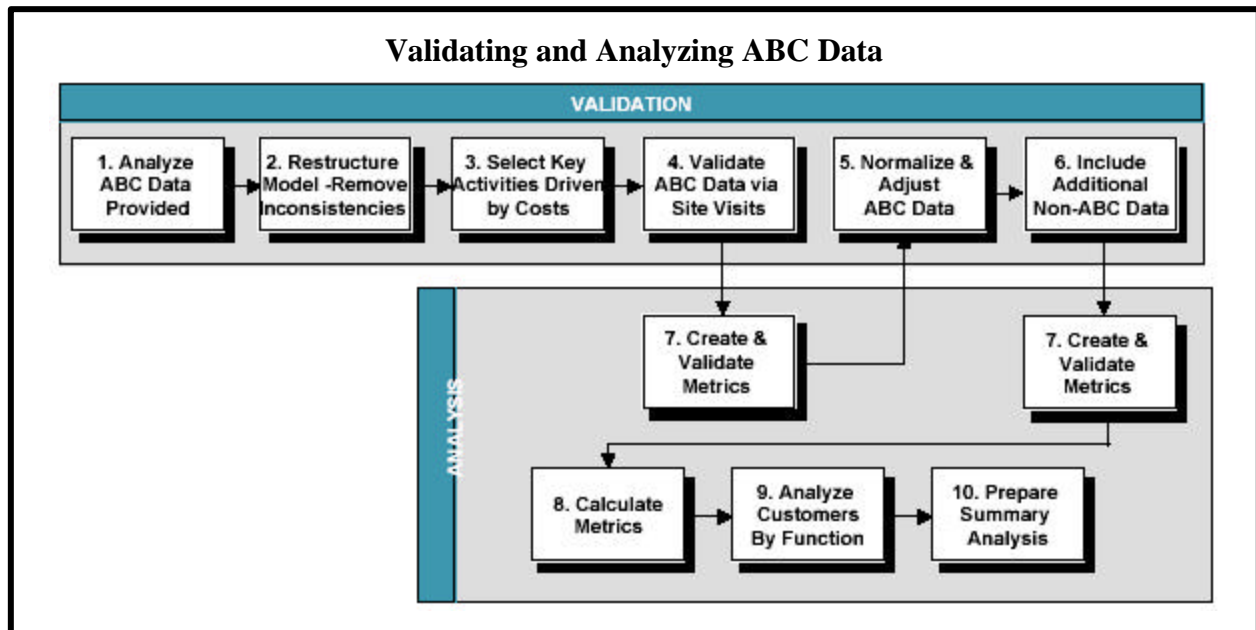 Validating and Analyzing ABC Data
VALIDATION
1. Analyze
ABC Data
Provided
2. Restructure
Model -Remove
Inconsistencies
3. Select Key
Activities Driven
by Costs
4. Validate
ABC Data via
Site Visits
5. Normalize &
Adjust
ABC Data
6. Include
Additional
Non-ABC Data
ANALYSIS
7. Create &
Validate
Metrics
7. Create &
Validate
Metrics
8. Calculate
Metrics
9. Analyze
Customers
By Function
10. Prepare
Summary
Analysis